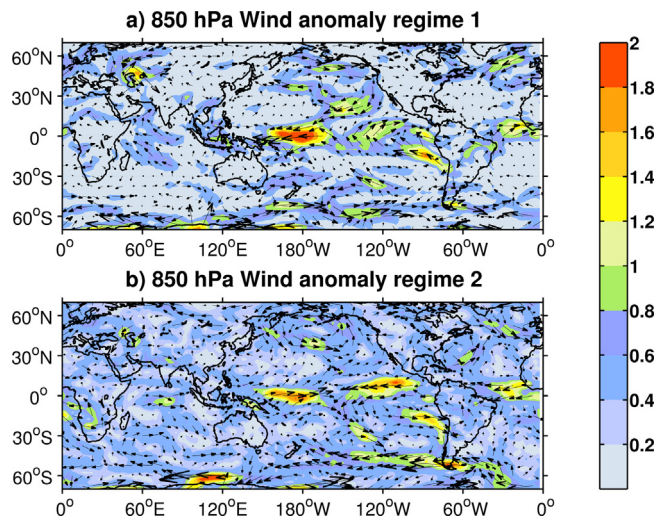 a) 850 hPa Wind anomaly regime 1
60°N
30°N
0°
30°S
60°S
0° 60°E 120°E 180°W 120°W 60°W 0°
b) 850 hPa Wind anomaly regime 2
60°N
30°N
0°
30°S
60°S
0° 60°E 120°E 180°W 120°W 60°W 0°
2
1.8
1.6
1.4
1.2
1
0.8
0.6
0.4
0.2